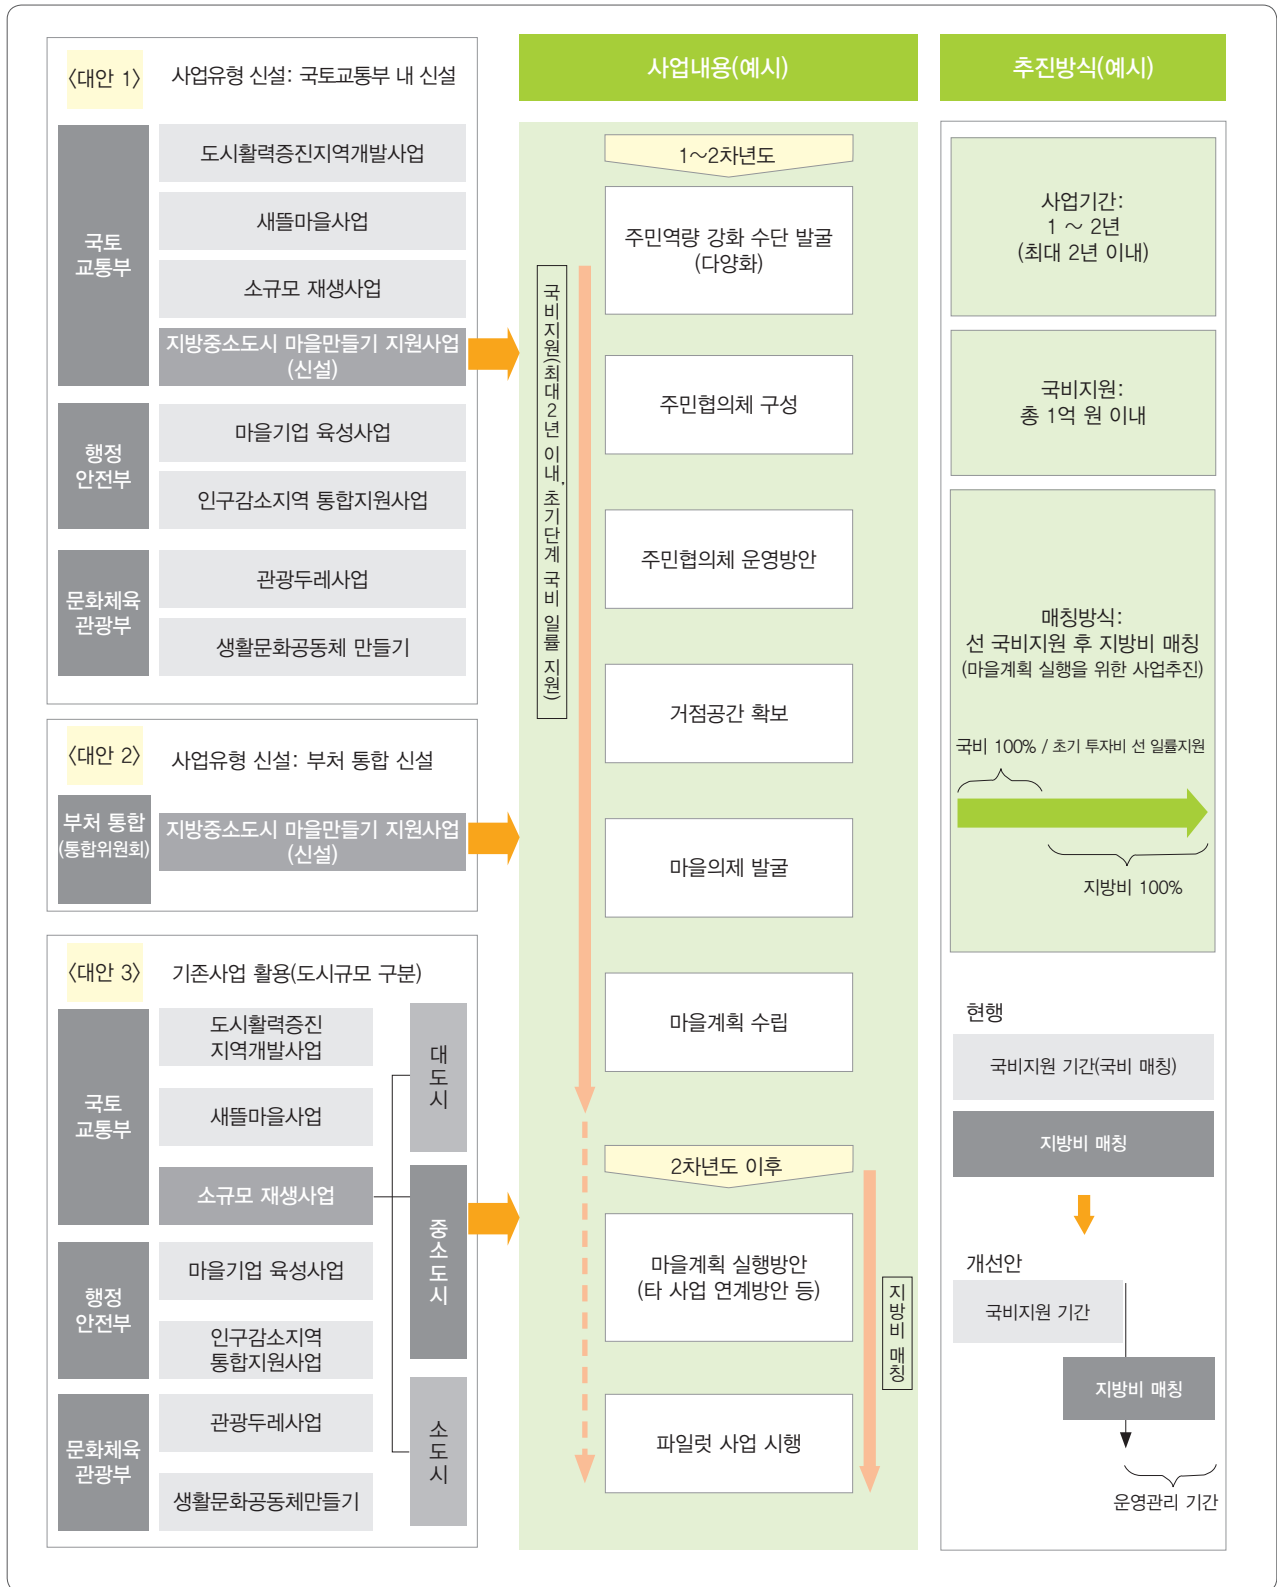 〈대안 1〉
사업유형 신설: 국토교통부 내 신설
국토
교통부
도시활력증진지역개발사업
새뜰마을사업
소규모 재생사업
지방중소도시 마을만들기 지원사업
(신설)
행정
안전부
마을기업 육성사업
인구감소지역 통합지원사업
문화체육
관광부
관광두레사업
생활문화공동체 만들기
〈대안 2〉
사업유형 신설: 부처 통합 신설
부처 통합
(통합위원회)
지방중소도시 마을만들기 지원사업
(신설)
〈대안 3〉
기존사업 활용(도시규모 구분)
국토
교통부
도시활력증진
지역개발사업
새뜰마을사업
소규모 재생사업
행정
안전부
마을기업 육성사업
인구감소지역
통합지원사업
문화체육
관광부
관광두레사업
생활문화공동체만들기
대도시
중소도시
소도시
사업내용(예시)
1～2차년도
국비지원(최대 2년 이내, 초기단계 국비 일률 지원)
주민역량 강화 수단 발굴
(다양화)
주민협의체 구성
주민협의체 운영방안
거점공간 확보
마을의제 발굴
마을계획 수립
2차년도 이후
마을계획 실행방안
(타 사업 연계방안 등)
지방비 매칭
파일럿 사업 시행
추진방식(예시)
사업기간:
1 ～ 2년
(최대 2년 이내)
국비지원:
총 1억 원 이내
매칭방식:
선 국비지원 후 지방비 매칭
(마을계획 실행을 위한 사업추진)
국비 100% / 초기 투자비 선 일률지원
지방비 100%
현행
국비지원 기간(국비 매칭)
지방비 매칭
개선안
국비지원 기간
지방비 매칭
운영관리 기간